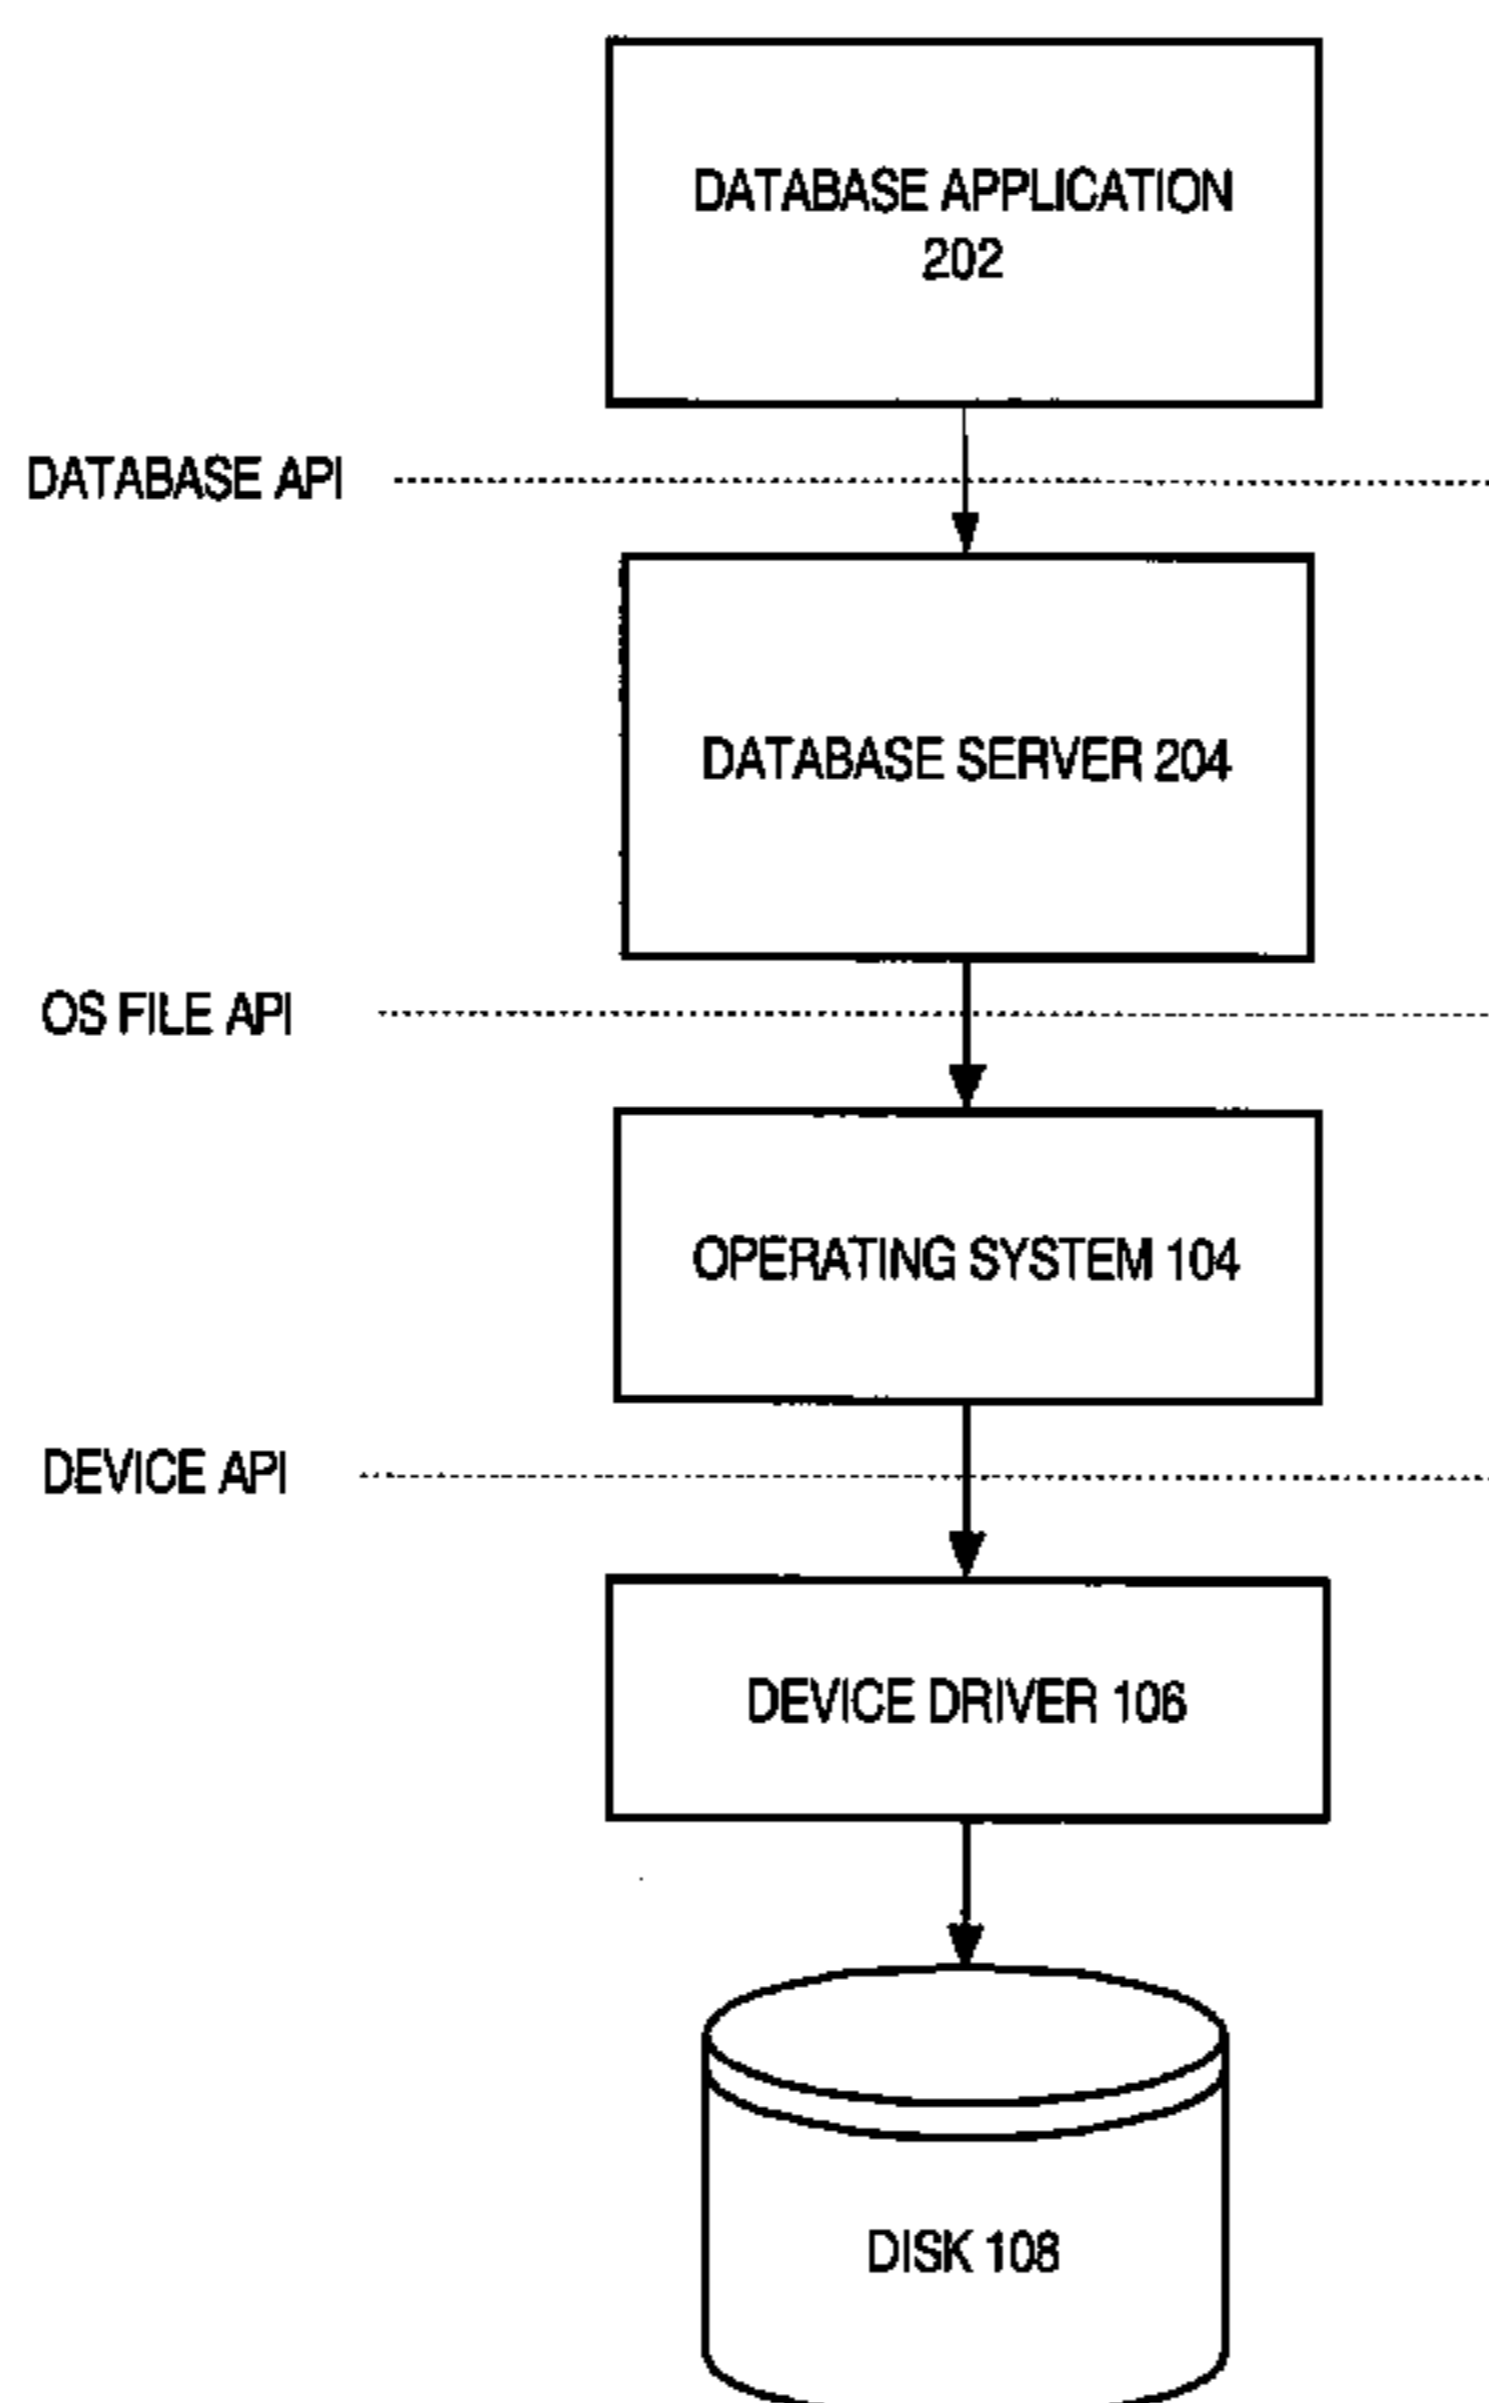 DATABASE APPLICATION
202
DATABASE API
DATABASE SERVER 204
OS FILE API
OPERATING SYSTEM 104
DEVICE API
DEVICE DRIVER 106
DISK 108